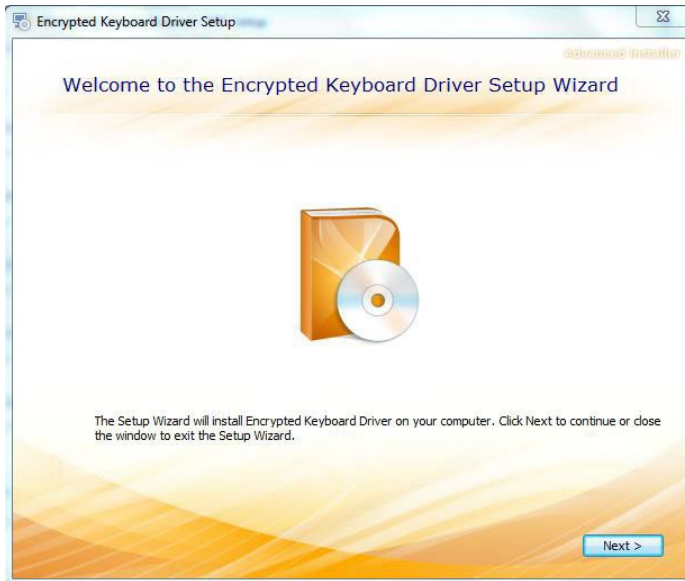 Encrypted Keyboard Driver Setup
Advanced Installer
Welcome to the Encrypted Keyboard Driver Setup Wizard
The Setup Wizard will install Encrypted Keyboard Driver on your computer. Click Next to continue or close
the window to exit the Setup Wizard.
Next >